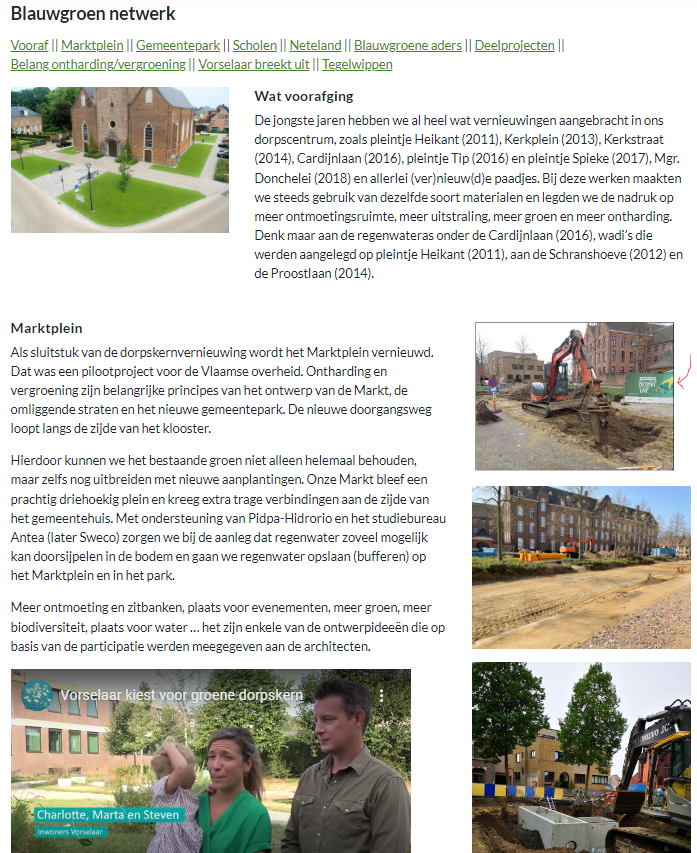 Blauwgroen netwerk
Vooraf || Marktplein || Gemeentepark || Scholen || Neteland || Blauwgroene aders || Deelprojecten ||
Belang ontharding/vergroening || Vorselaar breekt uit || Tegelwippen
Wat voorafging
De jongste jaren hebben we al heel wat vernieuwingen aangebracht in ons
dorpscentrum, zoals pleintje Heikant (2011), Kerkplein (2013), Kerkstraat
(2014), Cardijnlaan (2016), pleintje Tip (2016) en pleintje Spieke (2017), Mgr.
Donchelei (2018) en allerlei (ver)nieuw(d)e paadjes. Bij deze werken maakten
we steeds gebruik van dezelfde soort materialen en legden we de nadruk op
meer ontmoetingsruimte, meer uitstraling, meer groen en meer ontharding.
Denk maar aan de regenwateras onder de Cardijnlaan (2016), wadi's die
werden aangelegd op pleintje Heikant (2011), aan de Schranshoeve (2012) en
de Proostlaan (2014).
Marktplein
Als sluitstuk van de dorpskernvernieuwing wordt het Marktplein vernieuwd.
Dat was een pilootproject voor de Vlaamse overheid. Ontharding en
vergroening zijn belangrijke principes van het ontwerp van de Markt, de
omliggende straten en het nieuwe gemeentepark. De nieuwe doorgangsweg
loopt langs de zijde van het klooster.
Hierdoor kunnen we het bestaande groen niet alleen helemaal behouden,
maar zelfs nog uitbreiden met nieuwe aanplantingen. Onze Markt bleef een
prachtig driehoekig plein en kreeg extra trage verbindingen aan de zijde van
het gemeentehuis. Met ondersteuning van Pidpa-Hidrorio en het studiebureau
Antea (later Sweco) zorgen we bij de aanleg dat regenwater zoveel mogelijk
kan doorsijpelen in de bodem en gaan we regenwater opslaan (bufferen) op
het Marktplein en in het park.
Meer ontmoeting en zitbanken, plaats voor evenementen, meer groen, meer
biodiversiteit, plaats voor water ... het zijn enkele van de ontwerpideeën die op
basis van de participatie werden meegegeven aan de architecten.
Vorselaar kiest voor groene dorpskern
Charlotte, Marta en Steven
Inwoners Vorselaar
VOLVO